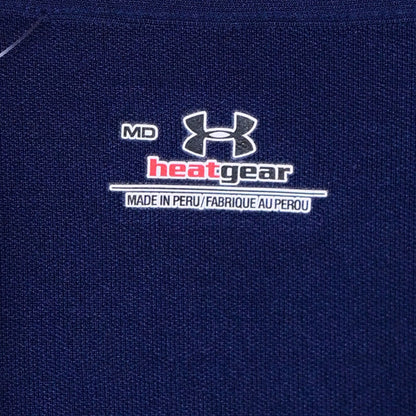 MD
heatgear
MADE IN PERU/FABRIQUE AU PEROU